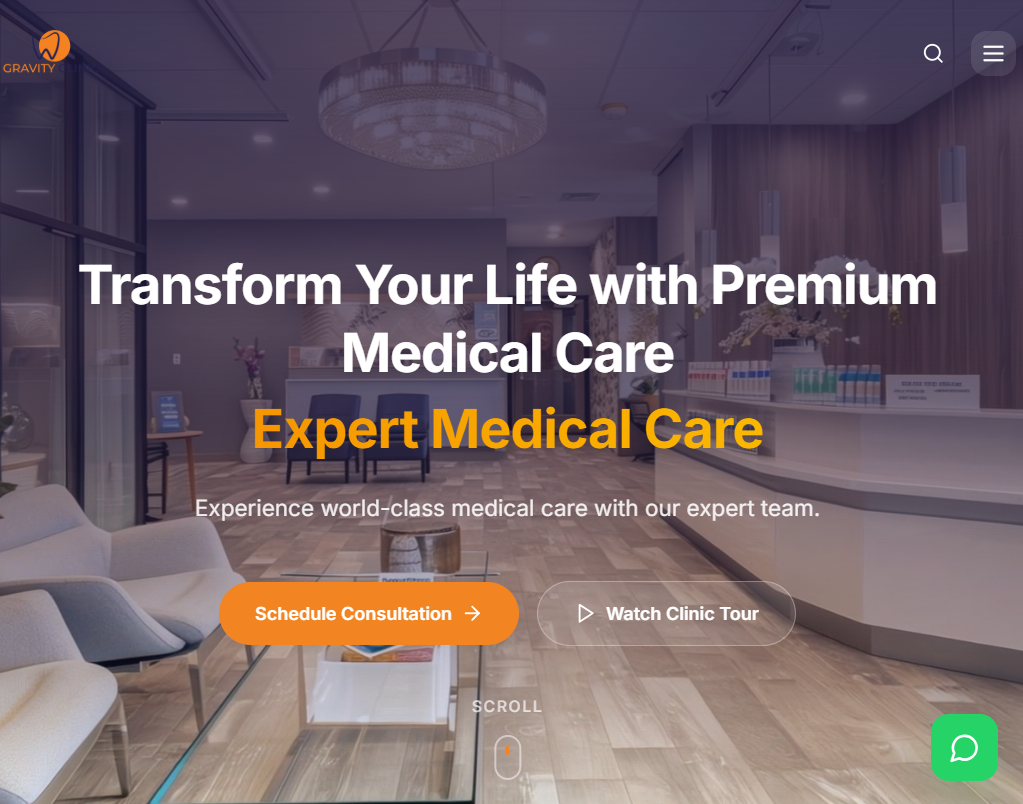 GRAVITY
Transform Your Life with Premium
Medical Care
Expert Medical Care
Experience world-class medical care with our expert team.
Schedule Consultation
Watch Clinic Tour
SCROLL